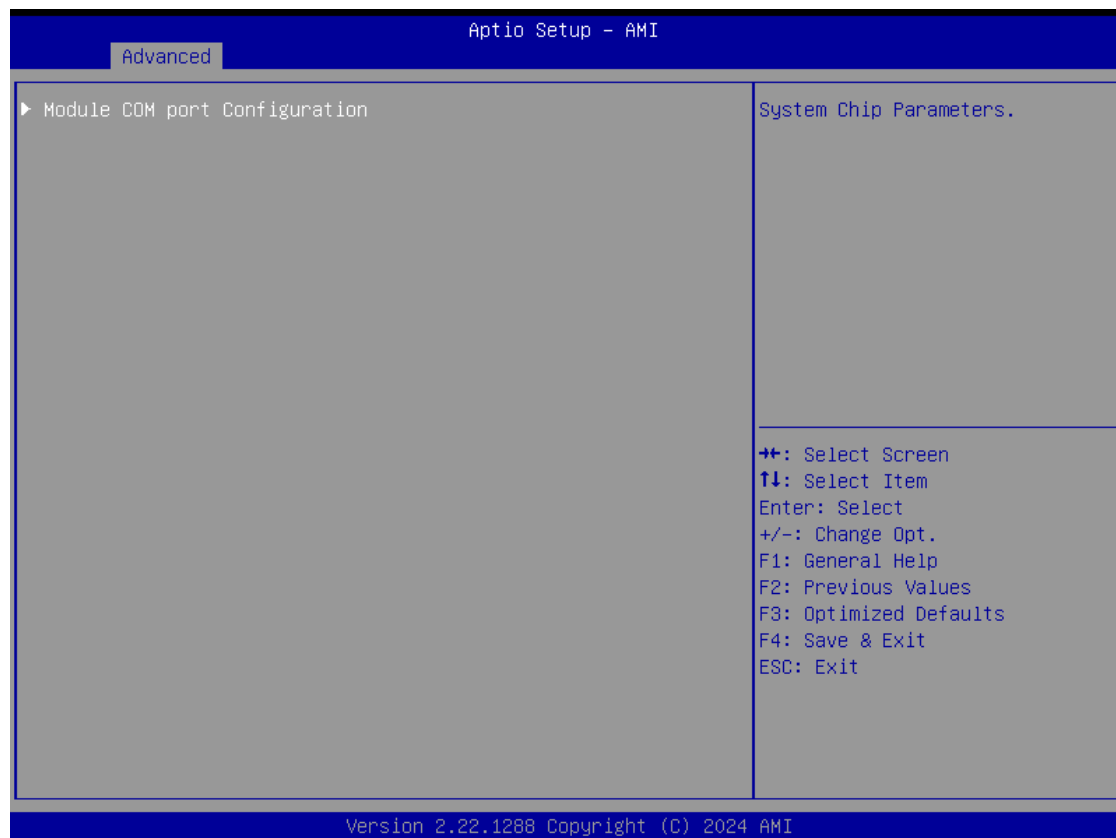 Aptio Setup – AMI
Advanced
▶ Module COM port Configuration
System Chip Parameters.
→←: Select Screen
↑↓: Select Item
Enter: Select
+/-: Change Opt.
F1: General Help
F2: Previous Values
F3: Optimized Defaults
F4: Save & Exit
ESC: Exit
Version 2.22.1288 Copyright (C) 2024 AMI